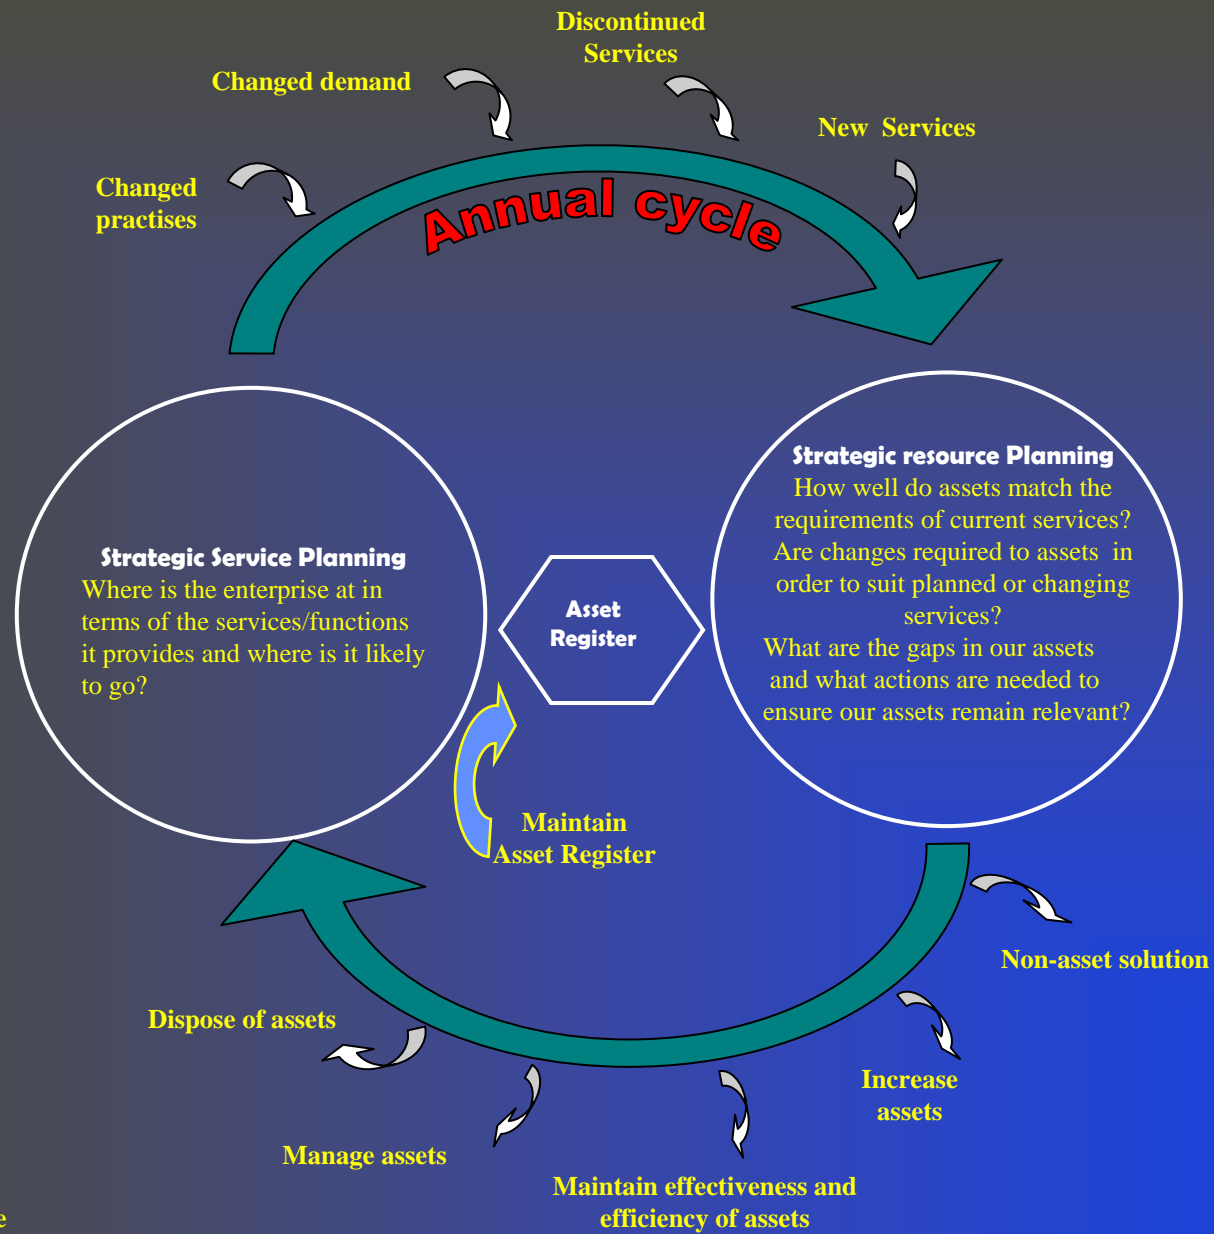 Discontinued
Services
Changed demand
New  Services
Changed
practises
Annual cycle
Strategic Service Planning
Where is the enterprise at in
terms of the services/functions
it provides and where is it likely
to go?
Asset
Register
Strategic resource Planning
How well do assets match the
requirements of current services?
Are changes required to assets  in
order to suit planned or changing
services?
What are the gaps in our assets
and what actions are needed to
ensure our assets remain relevant?
Maintain
Asset Register
Non-asset solution
Dispose of assets
Increase
assets
Manage assets
Maintain effectiveness and
efficiency of assets